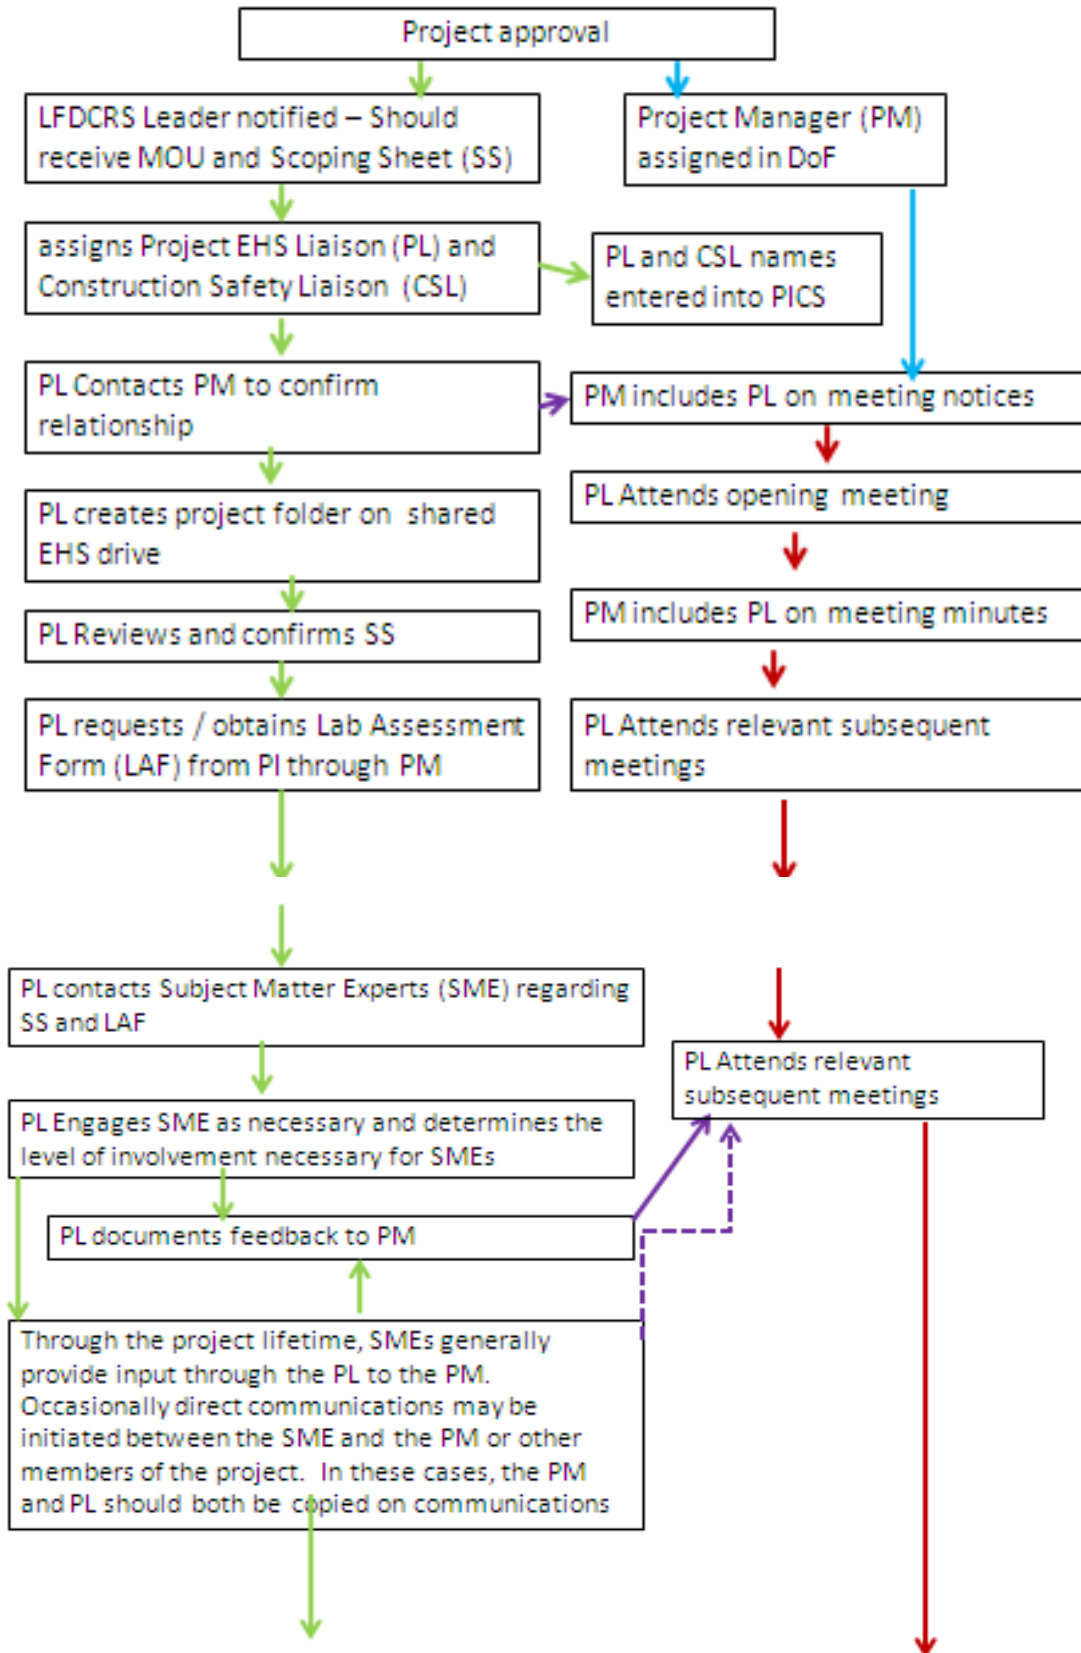 Project approval
LFDCRS Leader notified – Should
receive MOU and Scoping Sheet (SS)
Project Manager (PM)
assigned in DoF
assigns Project EHS Liaison (PL) and
Construction Safety Liaison (CSL)
PL and CSL names
entered into PICS
PL Contacts PM to confirm
relationship
PM includes PL on meeting notices
PL Attends opening meeting
PL creates project folder on shared
EHS drive
PM includes PL on meeting minutes
PL Reviews and confirms SS
PL requests / obtains Lab Assessment
Form (LAF) from PI through PM
PL Attends relevant subsequent
meetings
PL contacts Subject Matter Experts (SME) regarding
SS and LAF
PL Attends relevant
subsequent meetings
PL Engages SME as necessary and determines the
level of involvement necessary for SMEs
PL documents feedback to PM
Through the project lifetime, SMEs generally
provide input through the PL to the PM.
Occasionally direct communications may be
initiated between the SME and the PM or other
members of the project. In these cases, the PM
and PL should both be copied on communications